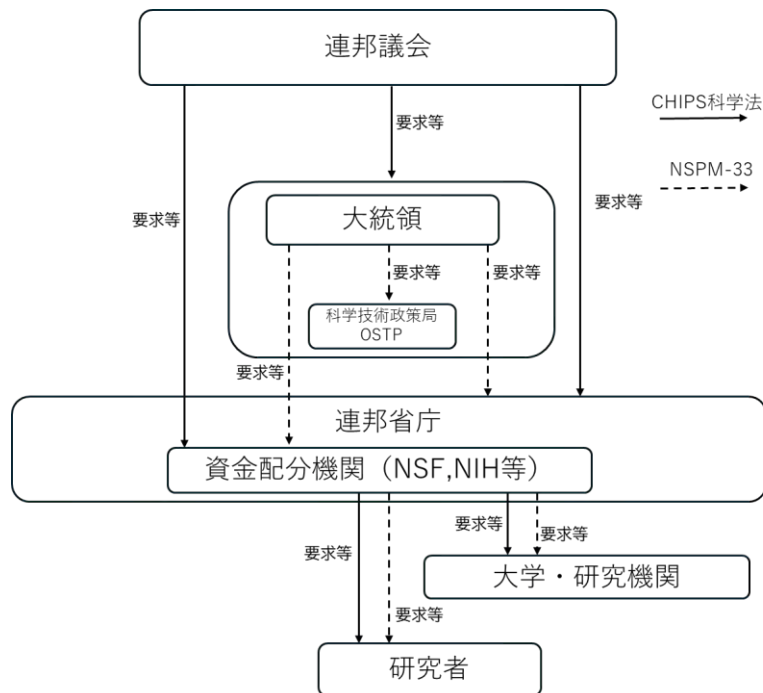 連邦議会
CHIPS科学法
要求等
NSPM-33
要求等
要求等
大統領
要求等
要求等
科学技術政策局
OSTP
要求等
連邦省庁
資金配分機関（NSF,NIH等）
要求等
要求等
要求等
大学・研究機関
要求等
研究者